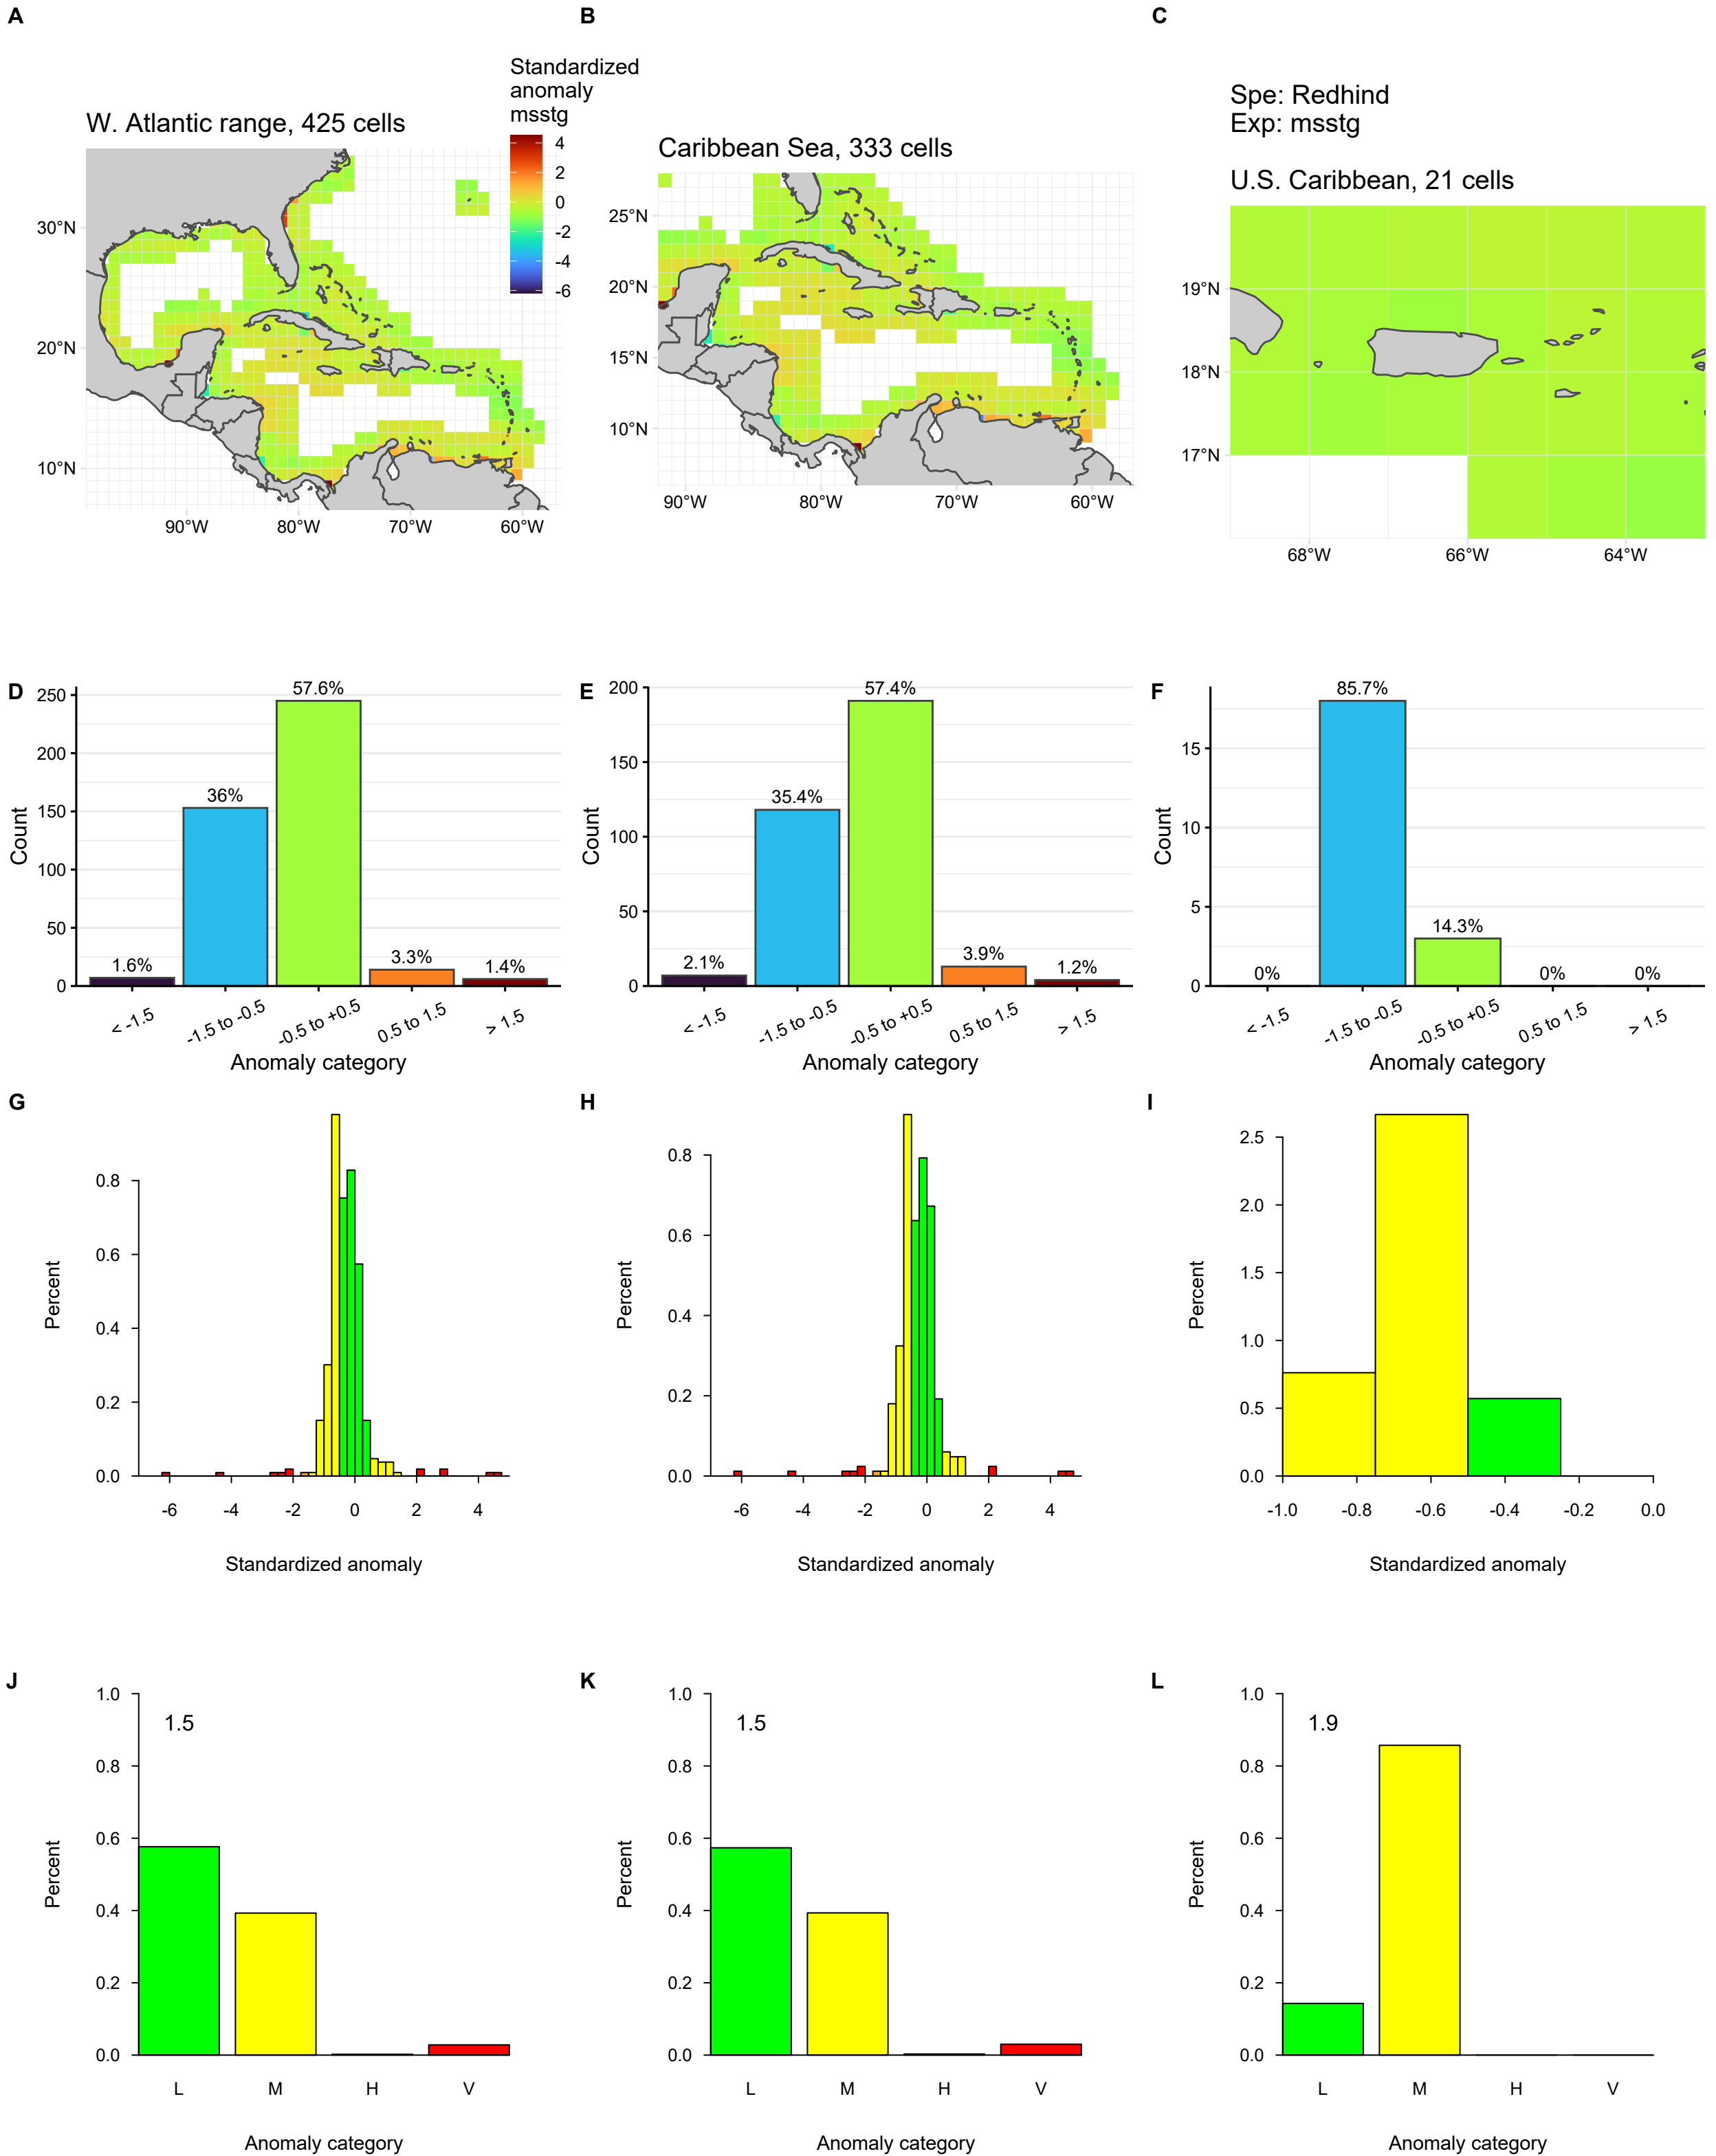 A
B
C
Standardized
anomaly
msstg
4
2
0
-2
-4
-6
W. Atlantic range, 425 cells
30°N
20°N
10°N
90°W 80°W 70°W 60°W
Caribbean Sea, 333 cells
25°N
20°N
15°N
10°N
90°W 80°W 70°W 60°W
Spe: Redhind
Exp: msstg
U.S. Caribbean, 21 cells
19°N
18°N
17°N
68°W 66°W 64°W
D
250
200
150
100
50
0
Count
1.6% 36% 57.6% 3.3% 1.4%
< -1.5 -1.5 to -0.5 -0.5 to +0.5 0.5 to 1.5 > 1.5
Anomaly category
E
200
150
100
50
0
Count
2.1% 35.4% 57.4% 3.9% 1.2%
< -1.5 -1.5 to -0.5 -0.5 to +0.5 0.5 to 1.5 > 1.5
Anomaly category
F
15
10
5
0
Count
0% 85.7% 14.3% 0% 0%
< -1.5 -1.5 to -0.5 -0.5 to +0.5 0.5 to 1.5 > 1.5
Anomaly category
G
0.8
0.6
0.4
0.2
0.0
Percent
-6 -4 -2 0 2 4
Standardized anomaly
H
0.8
0.6
0.4
0.2
0.0
Percent
-6 -4 -2 0 2 4
Standardized anomaly
I
2.5
2.0
1.5
1.0
0.5
0.0
Percent
-1.0 -0.8 -0.6 -0.4 -0.2 0.0
Standardized anomaly
J
1.0
0.8
0.6
0.4
0.2
0.0
Percent
1.5
L M H V
Anomaly category
K
1.0
0.8
0.6
0.4
0.2
0.0
Percent
1.5
L M H V
Anomaly category
L
1.0
0.8
0.6
0.4
0.2
0.0
Percent
1.9
L M H V
Anomaly category